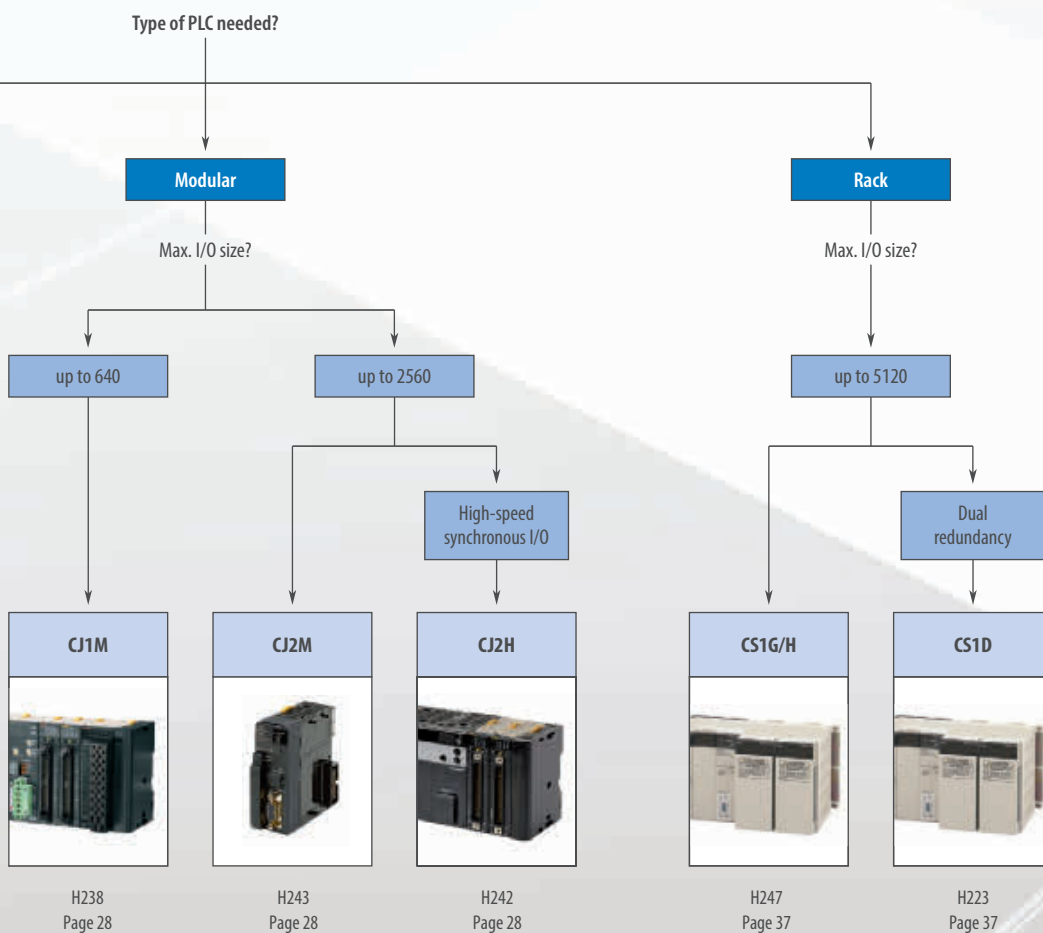 Type of PLC needed?
Modular
Rack
Max. I/O size?
Max. I/O size?
up to 640
up to 2560
up to 5120
High-speed
synchronous I/O
Dual
redundancy
CJ1M
CJ2M
CJ2H
CS1G/H
CS1D
H238
Page 28
H243
Page 28
H242
Page 28
H247
Page 37
H223
Page 37